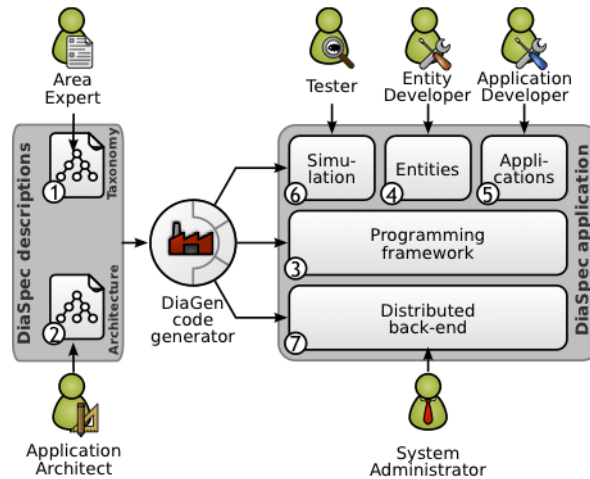 Area
Expert
Tester
Entity
Developer
Application
Developer
DiaSpec descriptions
Taxonomy
1
Architecture
2
DiaGen
code
generator
Simu-
lation
6
Entities
4
Appli-
cations
5
Programming
framework
3
Distributed
back-end
7
DiaSpec application
Application
Architect
System
Administrator